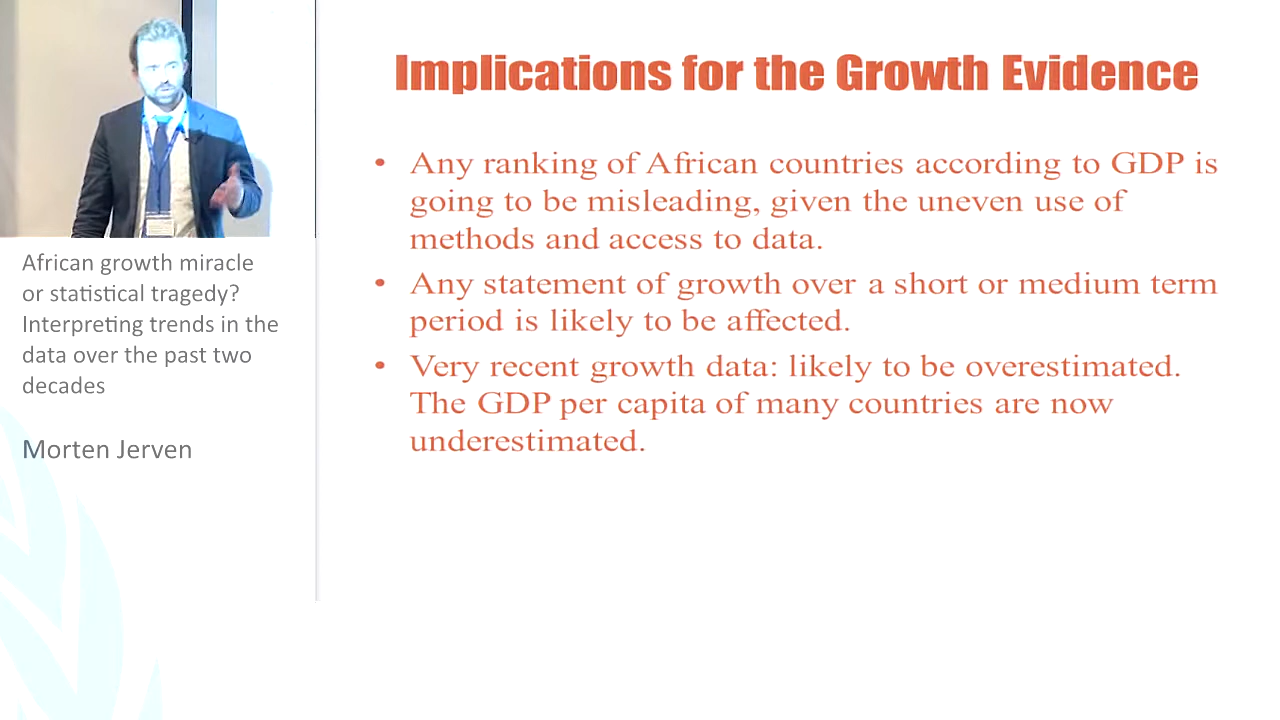 Implications for the Growth Evidence
• Any ranking of African countries according to GDP is
going to be misleading, given the uneven use of
methods and access to data.
• Any statement of growth over a short or medium term
period is likely to be affected.
• Very recent growth data: likely to be overestimated.
The GDP per capita of many countries are now
underestimated.
African growth miracle
or statistical tragedy?
Interpreting trends in the
data over the past two
decades
Morten Jerven